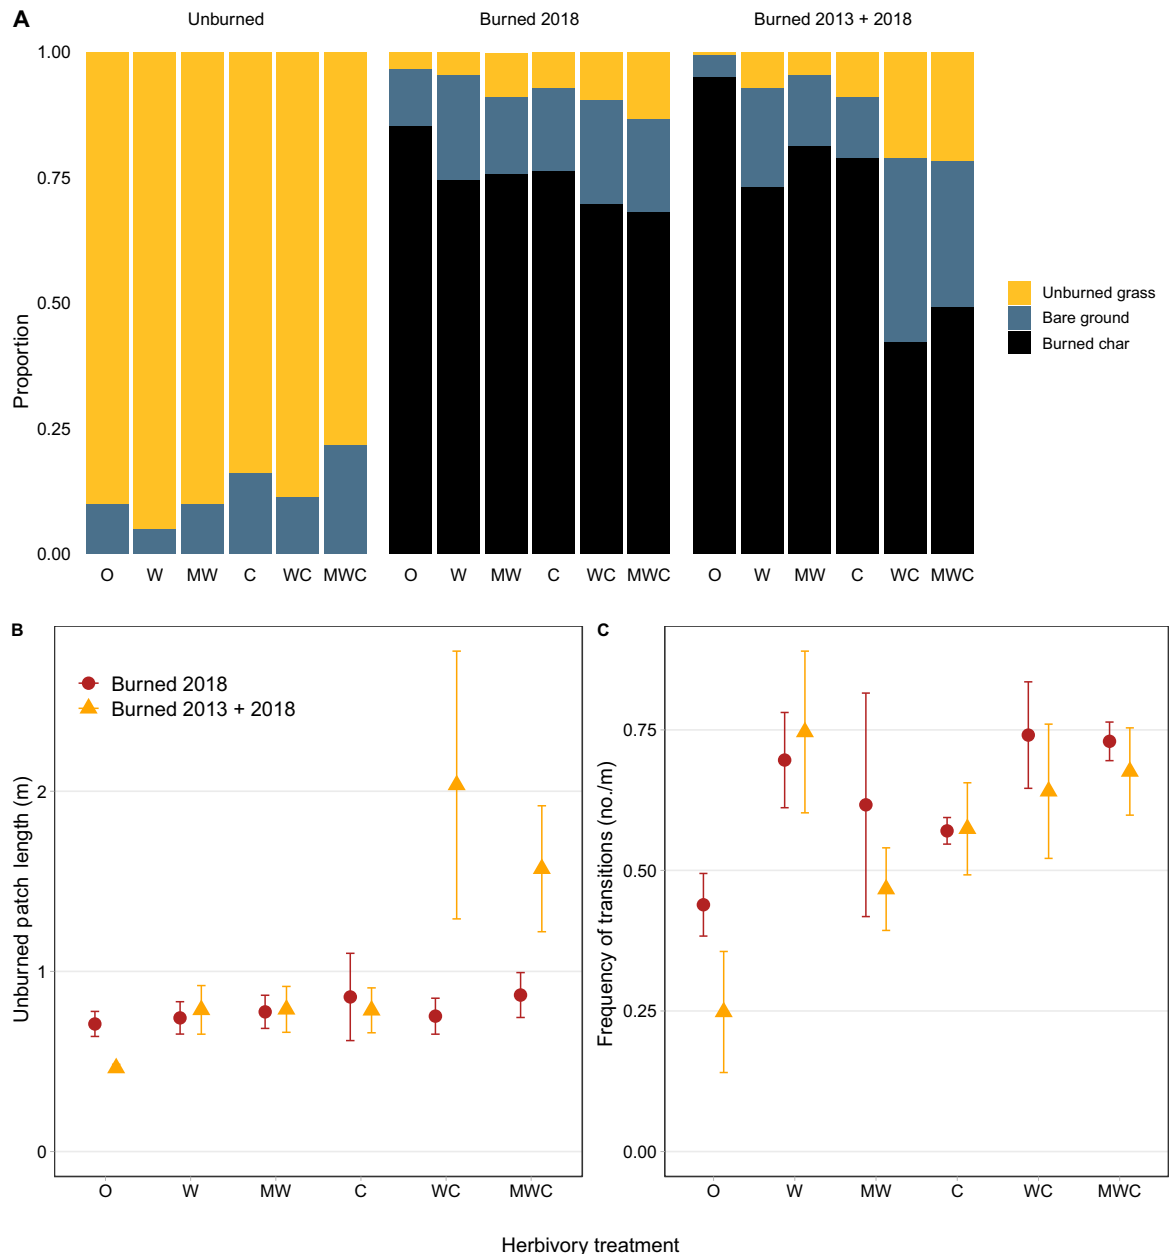 A
Unburned
Burned 2018
Burned 2013 + 2018
Proportion
1.00
0.75
0.50
0.25
0.00
O W MW C WC MWC
O W MW C WC MWC
O W MW C WC MWC
Unburned grass
Bare ground
Burned char
B
Burned 2018
Burned 2013 + 2018
Unburned patch length (m)
2
1
0
O W MW C WC MWC
C
Frequency of transitions (no./m)
0.75
0.50
0.25
0.00
O W MW C WC MWC
Herbivory treatment